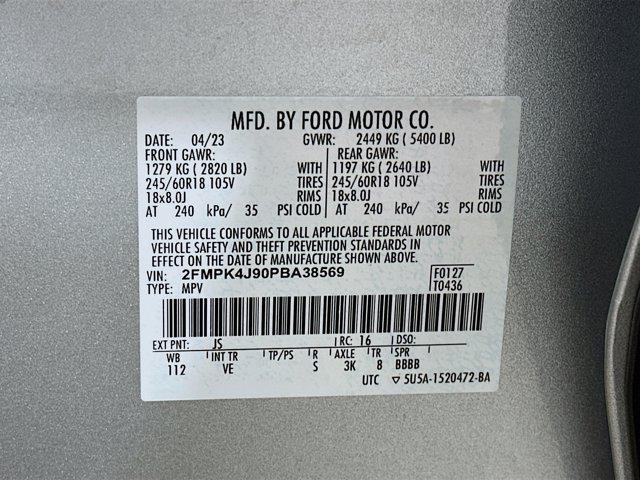 MFD. BY FORD MOTOR CO.
DATE: 04/23 GVWR: 2449 KG ( 5400 LB)
FRONT GAWR: REAR GAWR:
1279 KG ( 2820 LB) WITH 1197 KG ( 2640 LB) WITH
245/60R18 105V TIRES 245/60R18 105V TIRES
18x8.0J RIMS 18x8.0J RIMS
AT 240 kPa/ 35 PSI COLD AT 240 kPa/ 35 PSI COLD
THIS VEHICLE CONFORMS TO ALL APPLICABLE FEDERAL MOTOR
VEHICLE SAFETY AND THEFT PREVENTION STANDARDS IN
EFFECT ON THE DATE OF MANUFACTURE SHOWN ABOVE.
VIN: 2FMPK4J90PBA38569 F0127
TYPE: MPV T0436
EXT PNT: JS RC: 16 DSO:
WB INT TR TP/PS R AXLE TR SPR
112 VE S 3K 8 BBBB
UTC ▽ 5U5A-1520472-BA